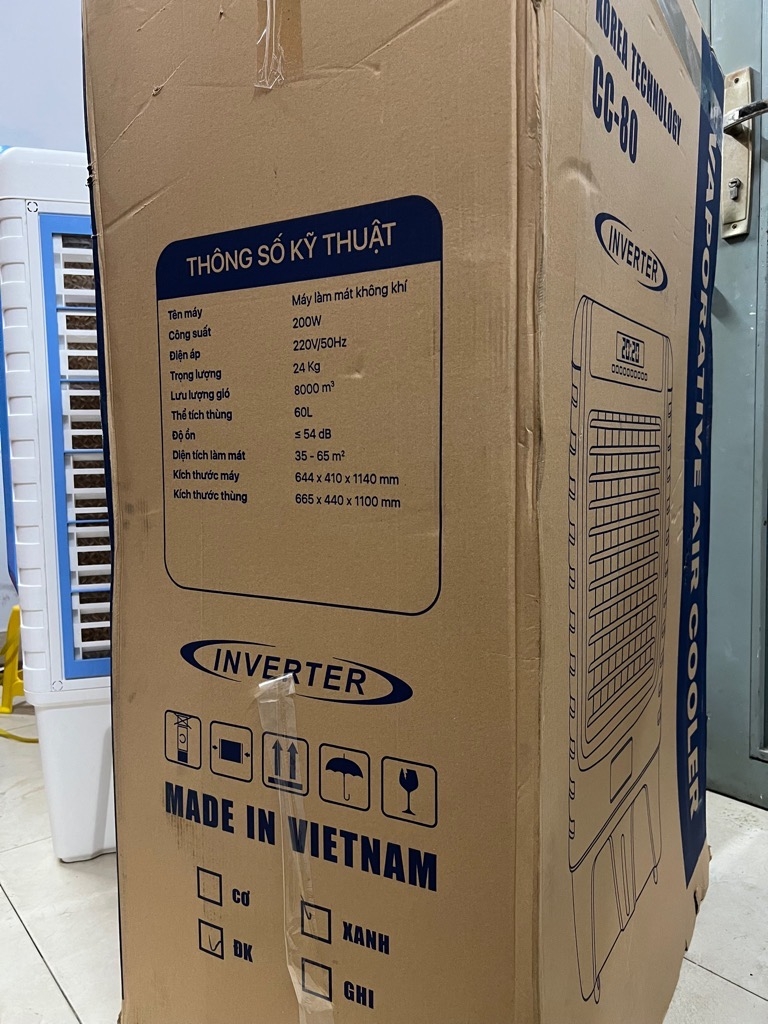 THÔNG SỐ KỸ THUẬT
Tên máy Máy làm mát không khí
Công suất 200W
Điện áp 220V/50Hz
Trọng lượng 24 Kg
Lưu lượng gió 8000 m³
Thể tích thùng 60L
Độ ồn ≤ 54 dB
Diện tích làm mát 35 - 65 m²
Kích thước máy 644 x 410 x 1140 mm
Kích thước thùng 665 x 440 x 1100 mm
INVERTER
MADE IN VIETNAM
CƠ
XANH
ĐK
GHI
KOREA TECHNOLOGY
CC-80
INVERTER
20:20
VAPORATIVE AIR COOLER